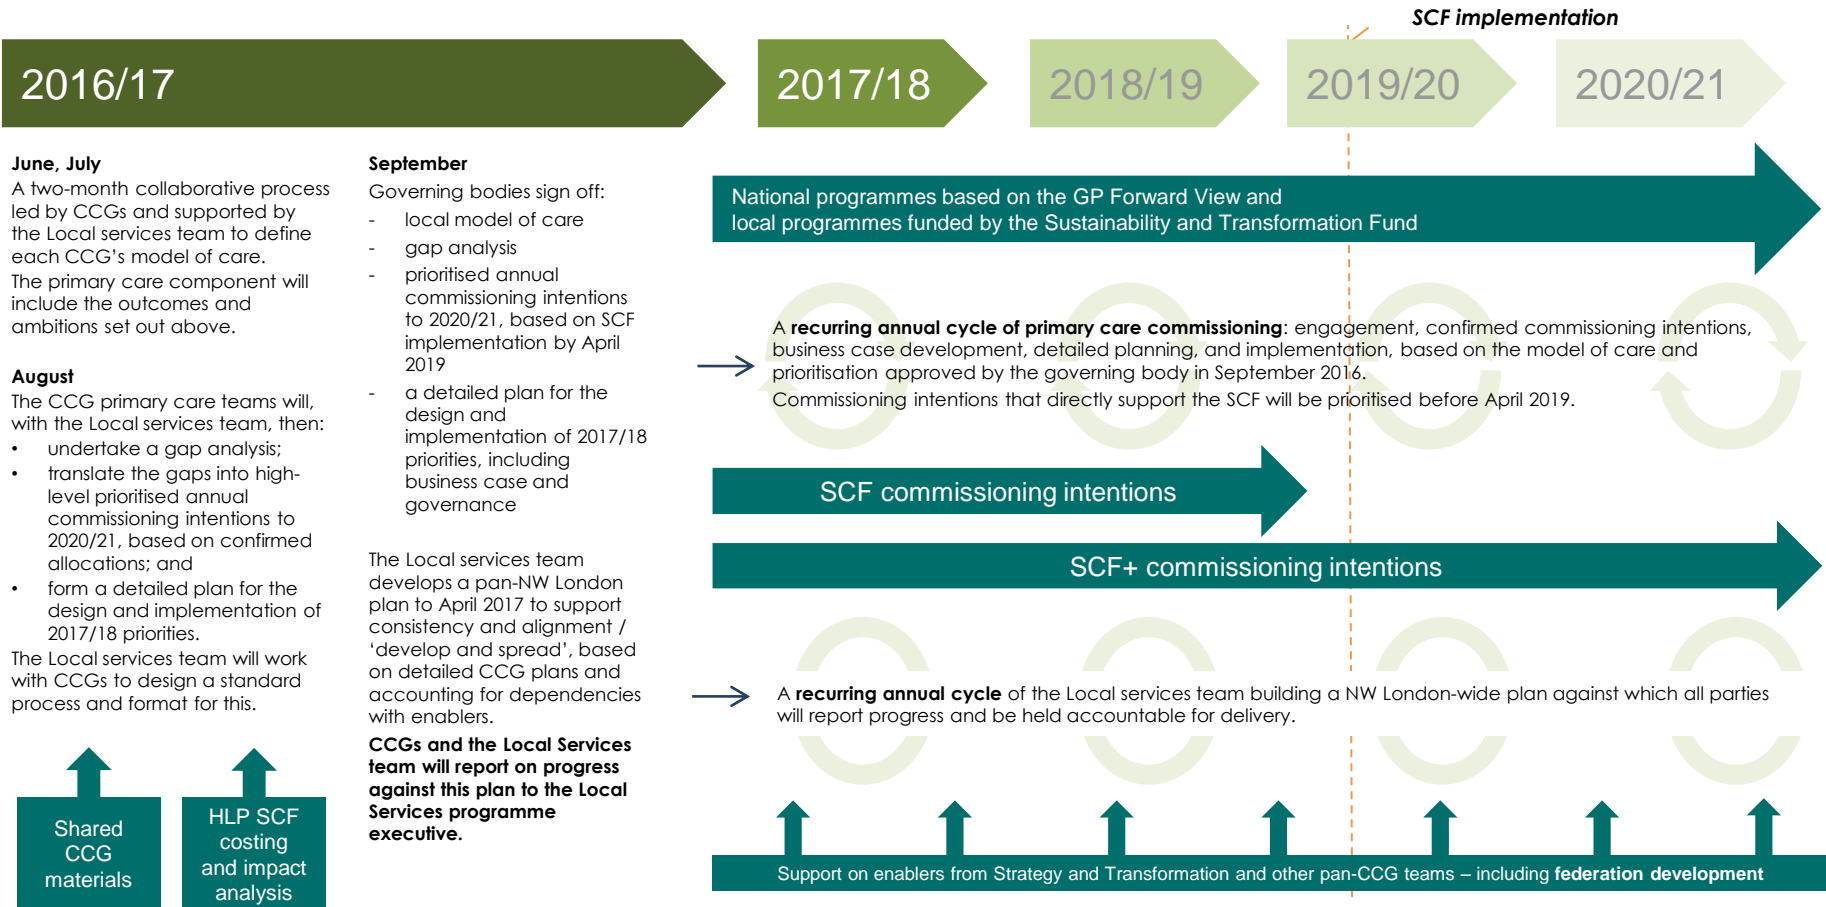 SCF implementation
2016/17
2017/18
2018/19
2019/20
2020/21
June, July
A two-month collaborative process
led by CCGs and supported by
the Local services team to define
each CCG's model of care.
The primary care component will
include the outcomes and
ambitions set out above.
August
The CCG primary care teams will,
with the Local services team, then:
• undertake a gap analysis;
• translate the gaps into high-
level prioritised annual
commissioning intentions to
2020/21, based on confirmed
allocations; and
• form a detailed plan for the
design and implementation of
2017/18 priorities.
The Local services team will work
with CCGs to design a standard
process and format for this.
Shared
CCG
materials
HLP SCF
costing
and impact
analysis
September
Governing bodies sign off:
- local model of care
- gap analysis
- prioritised annual
commissioning intentions
to 2020/21, based on SCF
implementation by April
2019
- a detailed plan for the
design and
implementation of 2017/18
priorities, including
business case and
governance
The Local services team
develops a pan-NW London
plan to April 2017 to support
consistency and alignment /
‘develop and spread’, based
on detailed CCG plans and
accounting for dependencies
with enablers.
CCGs and the Local Services
team will report on progress
against this plan to the Local
Services programme
executive.
National programmes based on the GP Forward View and
local programmes funded by the Sustainability and Transformation Fund
A recurring annual cycle of primary care commissioning: engagement, confirmed commissioning intentions,
business case development, detailed planning, and implementation, based on the model of care and
prioritisation approved by the governing body in September 2016.
Commissioning intentions that directly support the SCF will be prioritised before April 2019.
SCF commissioning intentions
SCF+ commissioning intentions
A recurring annual cycle of the Local services team building a NW London-wide plan against which all parties
will report progress and be held accountable for delivery.
Support on enablers from Strategy and Transformation and other pan-CCG teams – including federation development